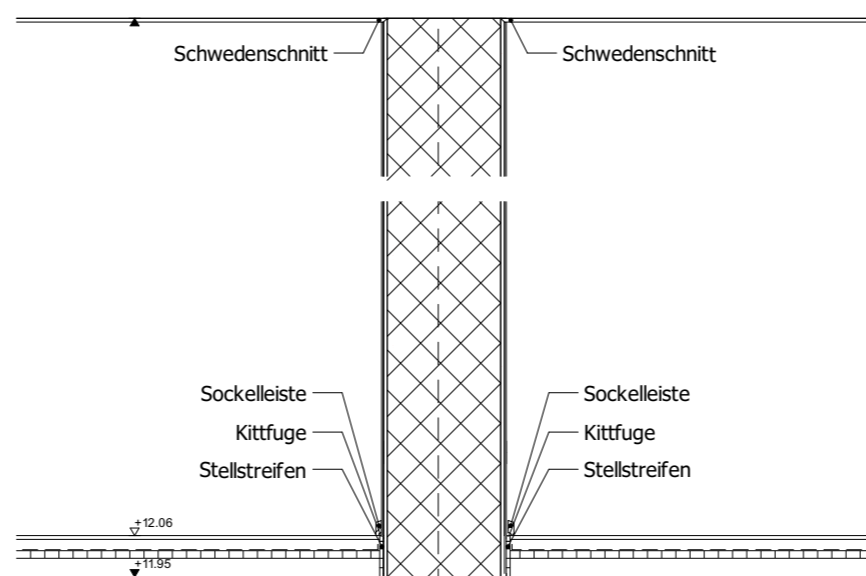 Schwedenschnitt Schwedenschnitt
Sockelleiste Sockelleiste
Kittfuge Kittfuge
Stellstreifen Stellstreifen
+12.06
+11.95